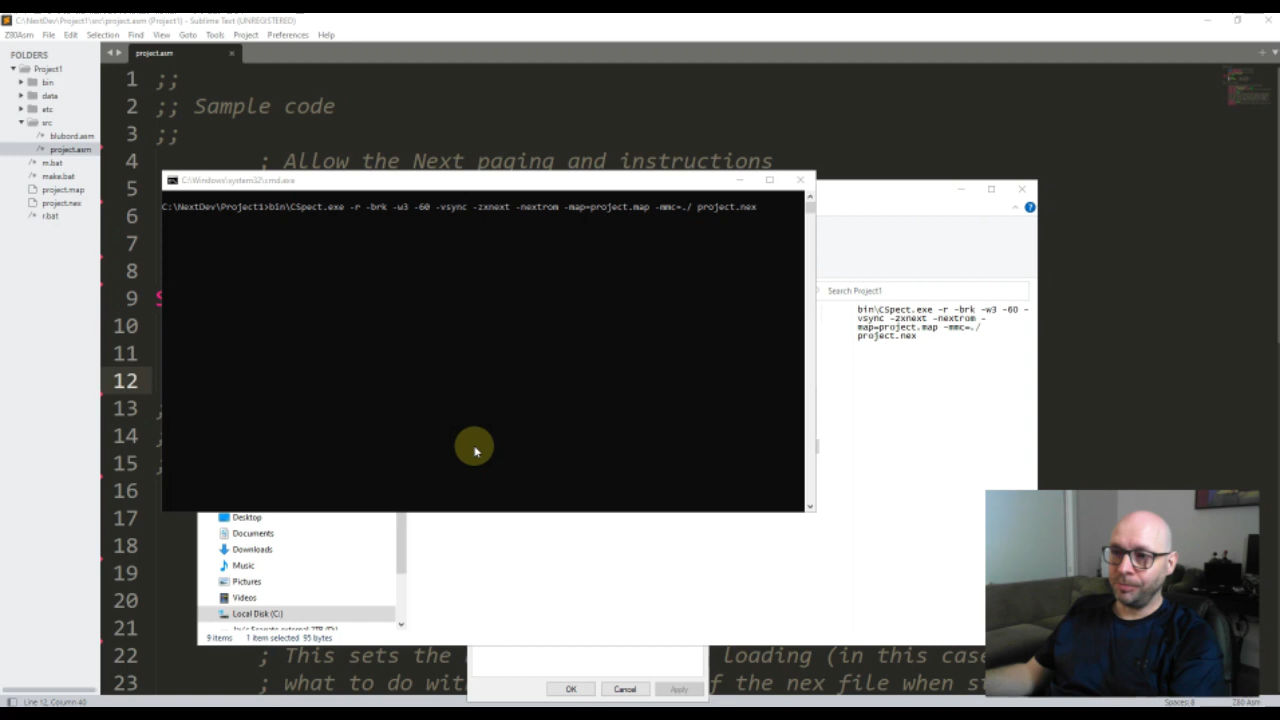 C:\NextDev\Project1\src\project.asm (Project1) - Sublime Text (UNREGISTERED)
Z80Asm File Edit Selection Find View Goto Tools Project Preferences Help
FOLDERS
Project1
bin
data
etc
src
blubord.asm
project.asm
m.bat
make.bat
project.map
project.nex
r.bat
project.asm
1 ;;
2 ;; Sample code
3 ;;
4 ; Allow the Next paging and instructions
5
6
7
8
9
10
11
12
13 ;
14 ;
15 ;
16
17
18
19
20
21
22 ; This sets the loading (in this case
23 ; what to do wit f the nex file when s
C:\Windows\system32\cmd.exe
C:\NextDev\Project1>bin\CSpect.exe -r -brk -w3 -60 -vsync -zxnext -nextrom -map=project.map -mmc=./ project.nex
Search Project1
bin\CSpect.exe -r -brk -w3 -60 -
vsync -zxnext -nextrom -
map=project.map -mmc=./
project.nex
Desktop
Documents
Downloads
Music
Pictures
Videos
Local Disk (C:)
9 items 1 item selected 95 bytes
OK Cancel Apply
Line 12, Column 40
Spaces: 8 Z80 Asm